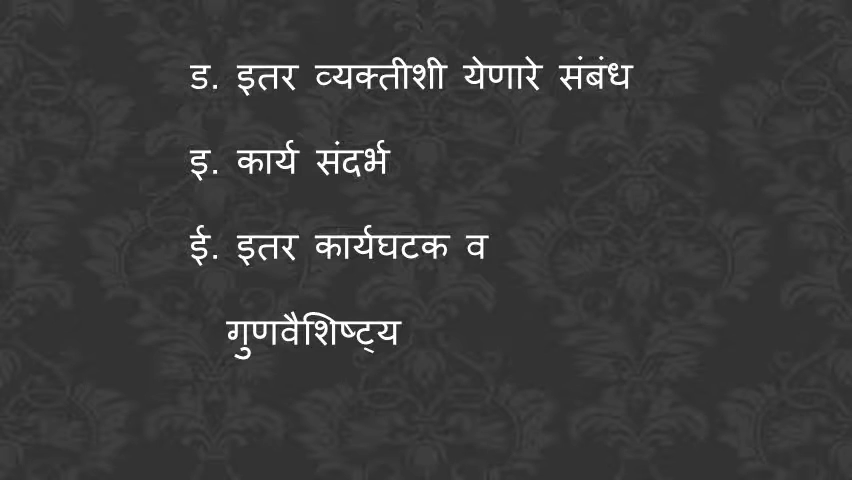 ड. इतर व्यक्तीशी येणारे संबंध
इ. कार्य संदर्भ
ई. इतर कार्यघटक व
गुणवैशिष्ट्य